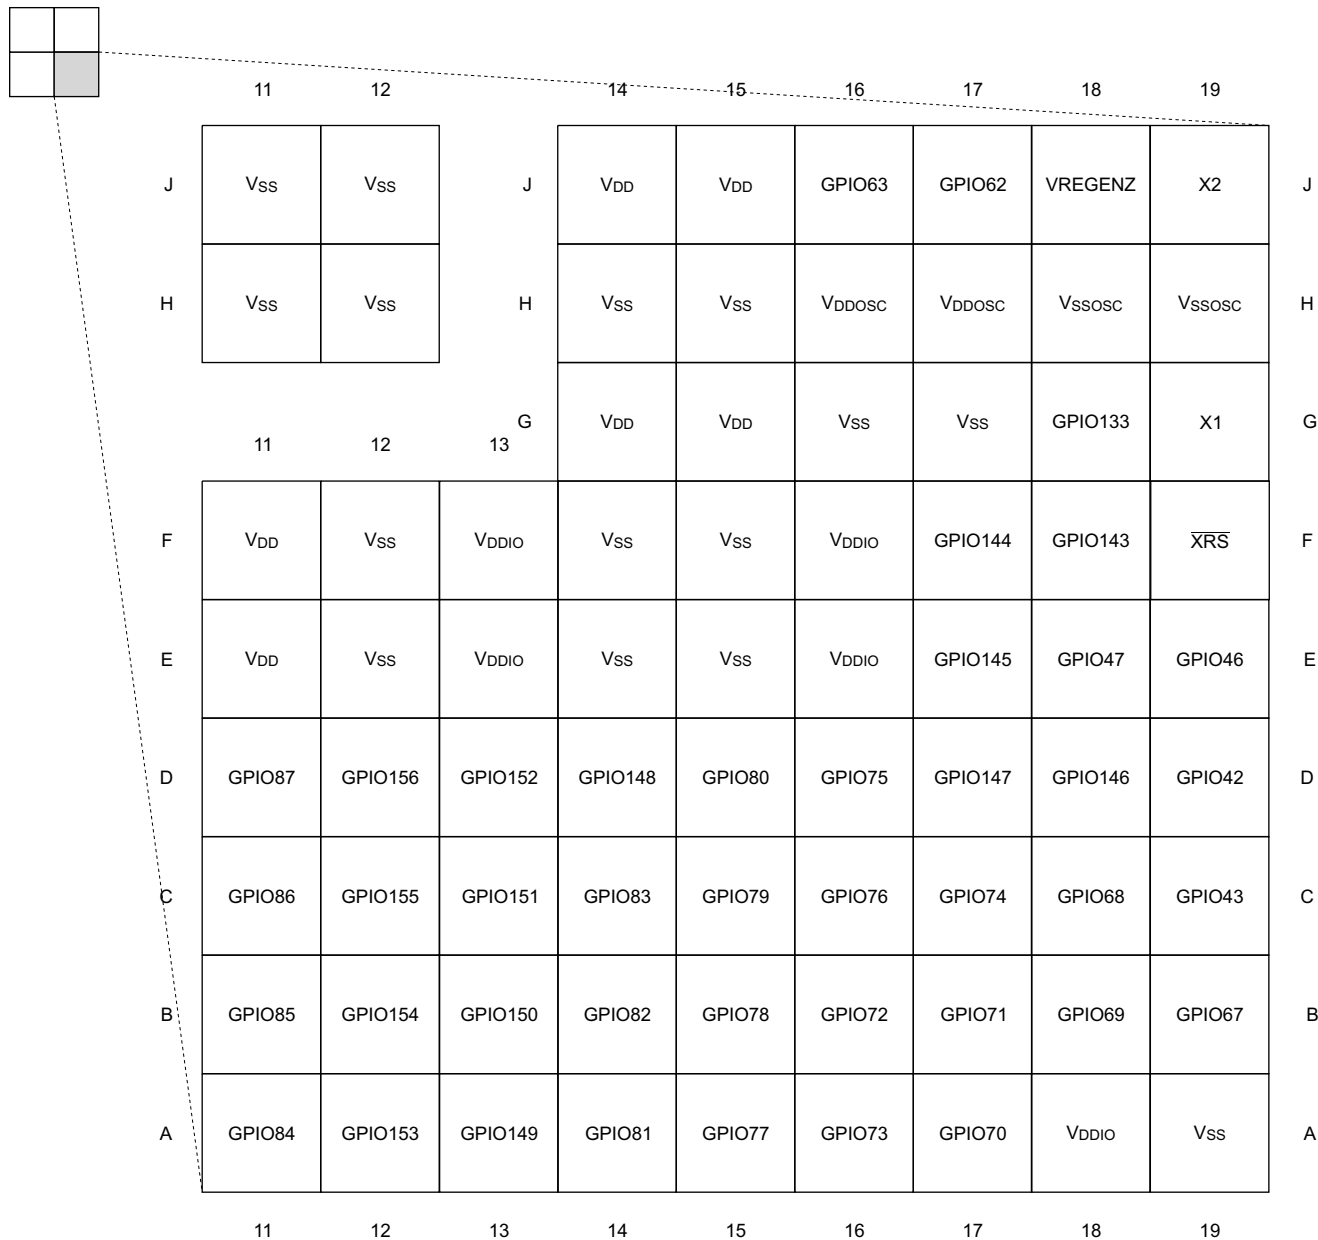 11 12 14 15 16 17 18 19
J VSS VSS J VDD VDD GPIO63 GPIO62 VREGENZ X2 J
H VSS VSS H VSS VSS VDDOSC VDDOSC VSSOSC VSSOSC H
G VDD VDD VSS VSS GPIO133 X1 G
11 12 13
F VDD VSS VDDIO VSS VSS VDDIO GPIO144 GPIO143 X̅R̅S̅ F
E VDD VSS VDDIO VSS VSS VDDIO GPIO145 GPIO47 GPIO46 E
D GPIO87 GPIO156 GPIO152 GPIO148 GPIO80 GPIO75 GPIO147 GPIO146 GPIO42 D
C GPIO86 GPIO155 GPIO151 GPIO83 GPIO79 GPIO76 GPIO74 GPIO68 GPIO43 C
B GPIO85 GPIO154 GPIO150 GPIO82 GPIO78 GPIO72 GPIO71 GPIO69 GPIO67 B
A GPIO84 GPIO153 GPIO149 GPIO81 GPIO77 GPIO73 GPIO70 VDDIO VSS A
11 12 13 14 15 16 17 18 19